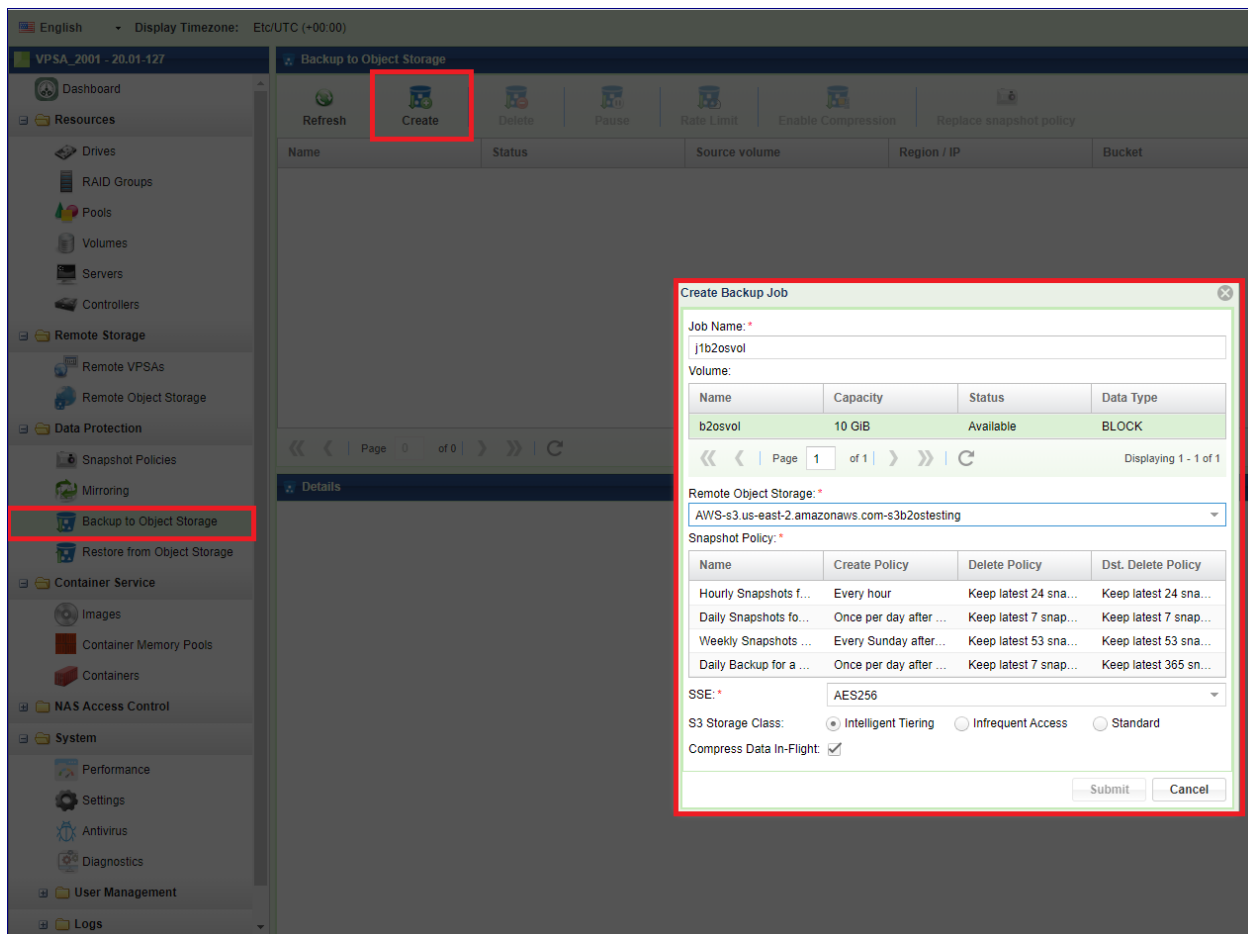 English Display Timezone: Etc/UTC (+00:00)
VPSA_2001 - 20.01-127
Dashboard
Resources
Drives
RAID Groups
Pools
Volumes
Servers
Controllers
Remote Storage
Remote VPSAs
Remote Object Storage
Data Protection
Snapshot Policies
Mirroring
Backup to Object Storage
Restore from Object Storage
Container Service
Images
Container Memory Pools
Containers
NAS Access Control
System
Performance
Settings
Antivirus
Diagnostics
User Management
Logs
Backup to Object Storage
Refresh Create Delete Pause Rate Limit Enable Compression Replace snapshot policy
Name Status Source volume Region / IP Bucket
Page 0 of 0
Details
Create Backup Job
Job Name: *
j1b2osvol
Volume:
Name Capacity Status Data Type
b2osvol 10 GiB Available BLOCK
Page 1 of 1 Displaying 1 - 1 of 1
Remote Object Storage: *
AWS-s3.us-east-2.amazonaws.com-s3b2ostesting
Snapshot Policy: *
Name Create Policy Delete Policy Dst. Delete Policy
Hourly Snapshots f... Every hour Keep latest 24 sna... Keep latest 24 sna...
Daily Snapshots fo... Once per day after ... Keep latest 7 snap... Keep latest 7 snap...
Weekly Snapshots ... Every Sunday after... Keep latest 53 sna... Keep latest 53 sna...
Daily Backup for a ... Once per day after ... Keep latest 7 snap... Keep latest 365 sn...
SSE: * AES256
S3 Storage Class: Intelligent Tiering Infrequent Access Standard
Compress Data In-Flight:
Submit Cancel